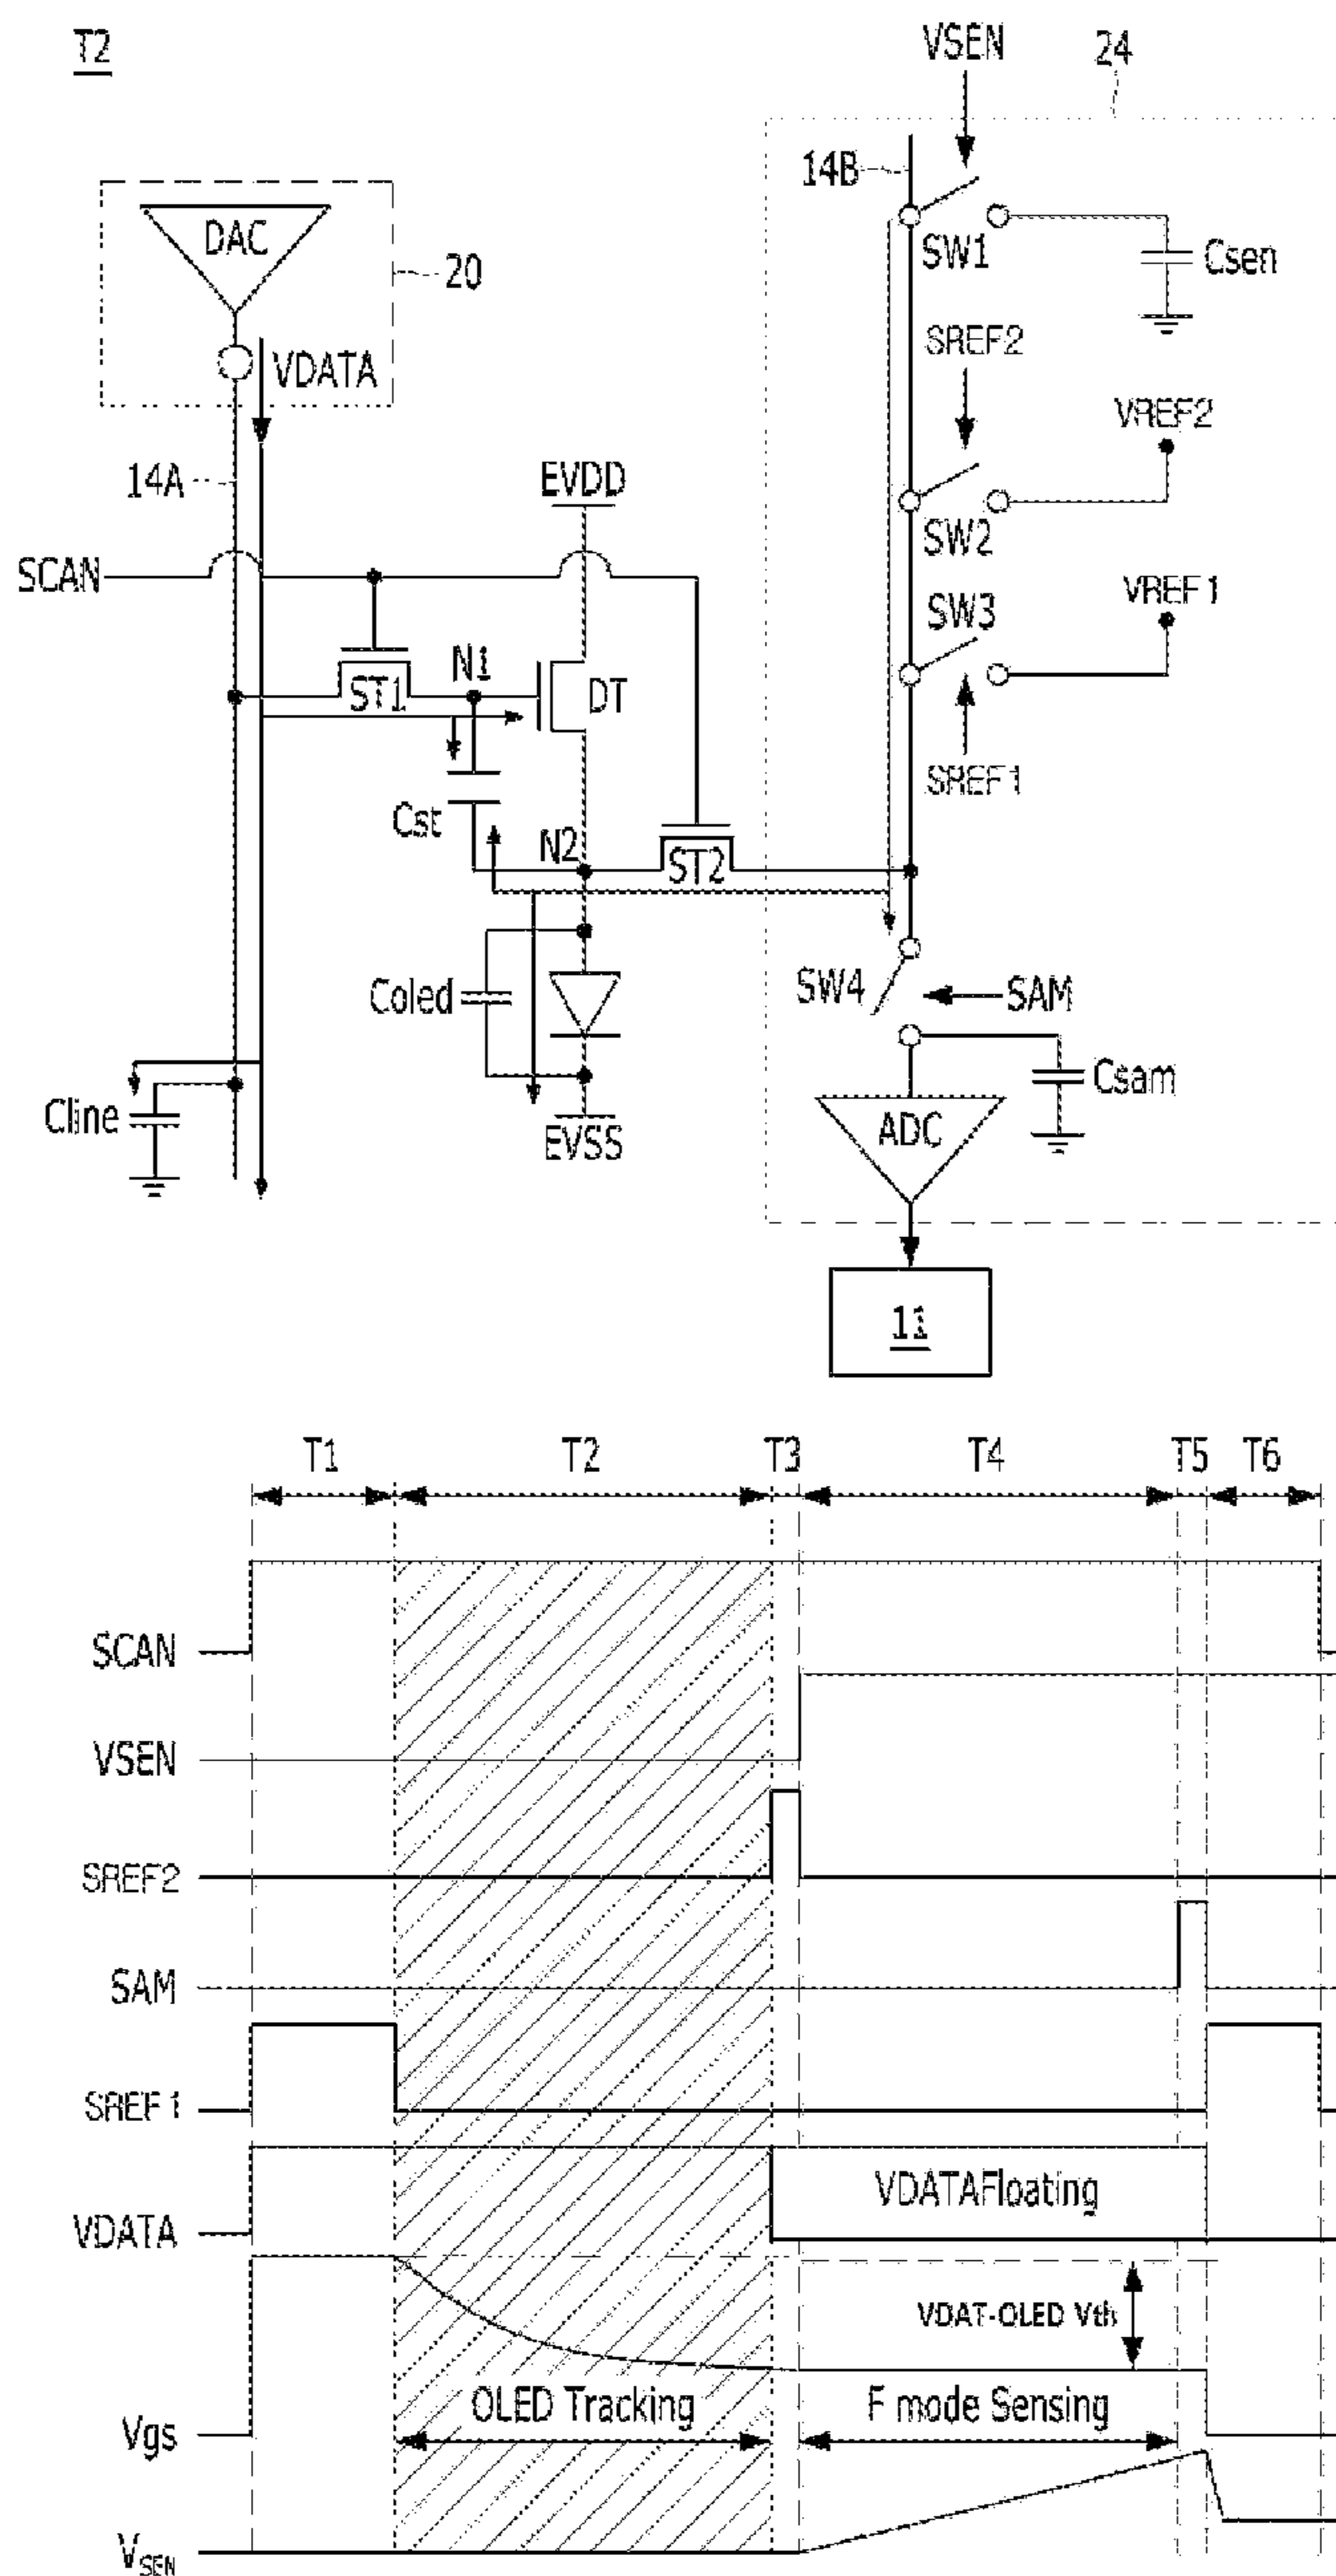 T2
VSEN
24
14B
DAC
20
SW1
Csen
VDATA
SREF2
VREF2
14A
EVDD
SW2
SCAN
SW3
VREF1
N1
ST1
DT
SREF1
Cst
N2
ST2
Coled
SW4
SAM
Csam
Cline
ADC
EVSS
11
T1 T2 T3 T4 T5 T6
SCAN
VSEN
SREF2
SAM
SREF1
VDATAFloating
VDATA
VDAT-OLED Vth
OLED Tracking
F mode Sensing
Vgs
VSEN